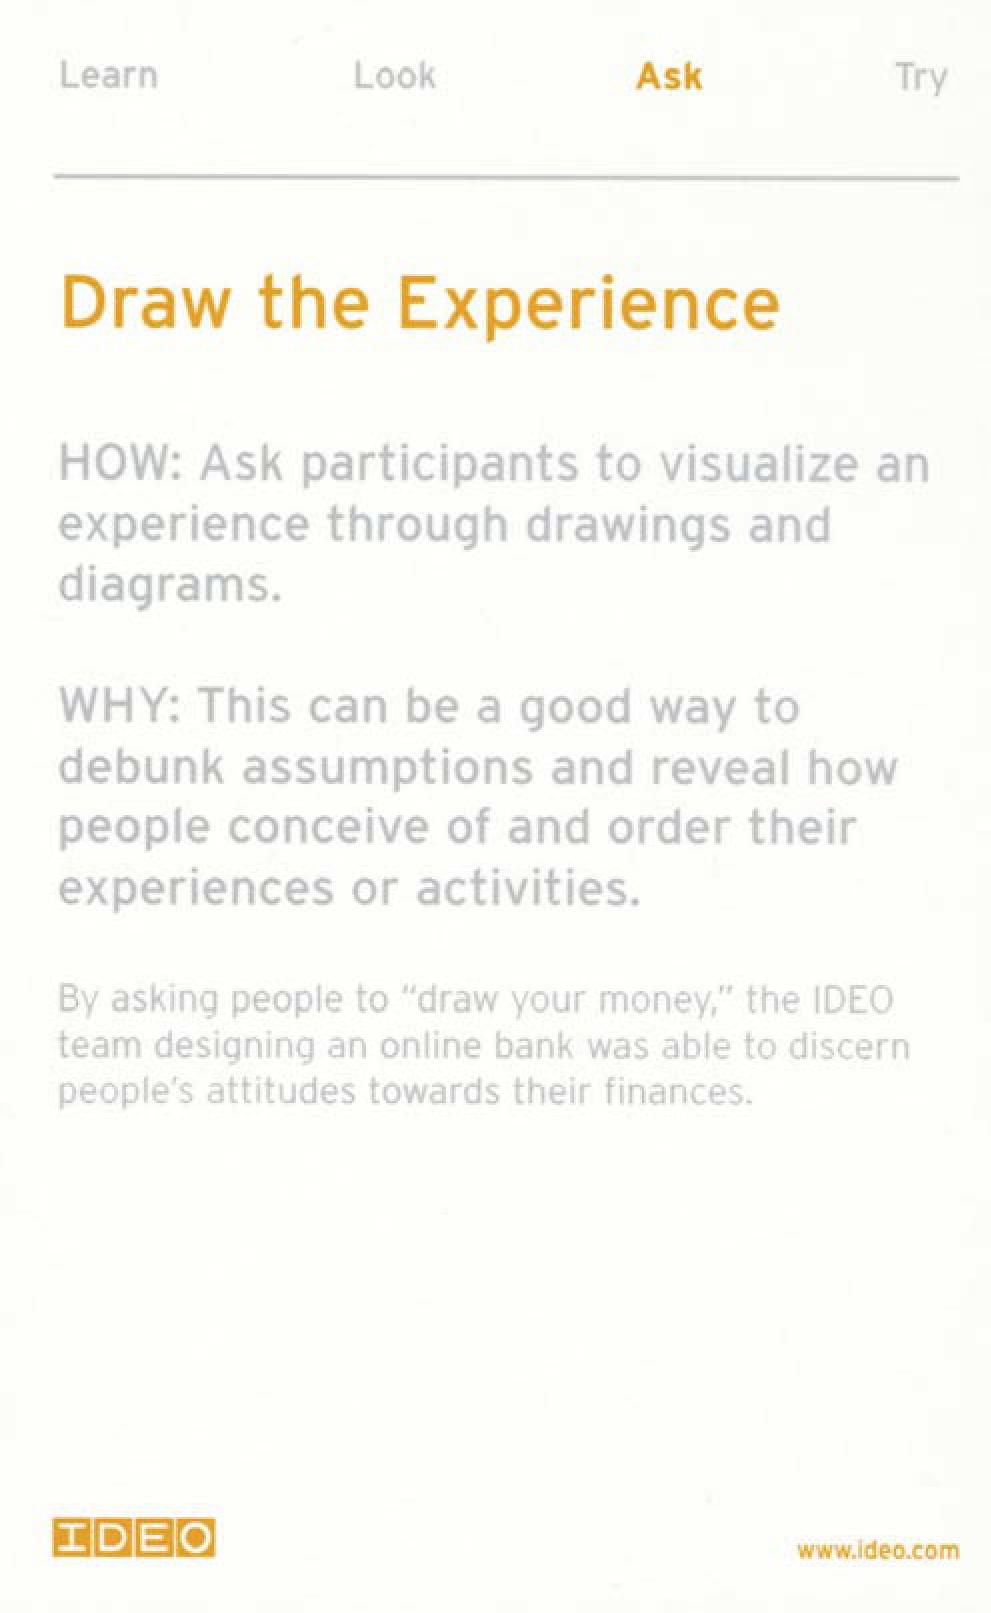 Learn Look Ask Try
Draw the Experience
HOW: Ask participants to visualize an
experience through drawings and
diagrams.
WHY: This can be a good way to
debunk assumptions and reveal how
people conceive of and order their
experiences or activities.
By asking people to “draw your money,” the IDEO
team designing an online bank was able to discern
people’s attitudes towards their finances.
IDEO
www.ideo.com